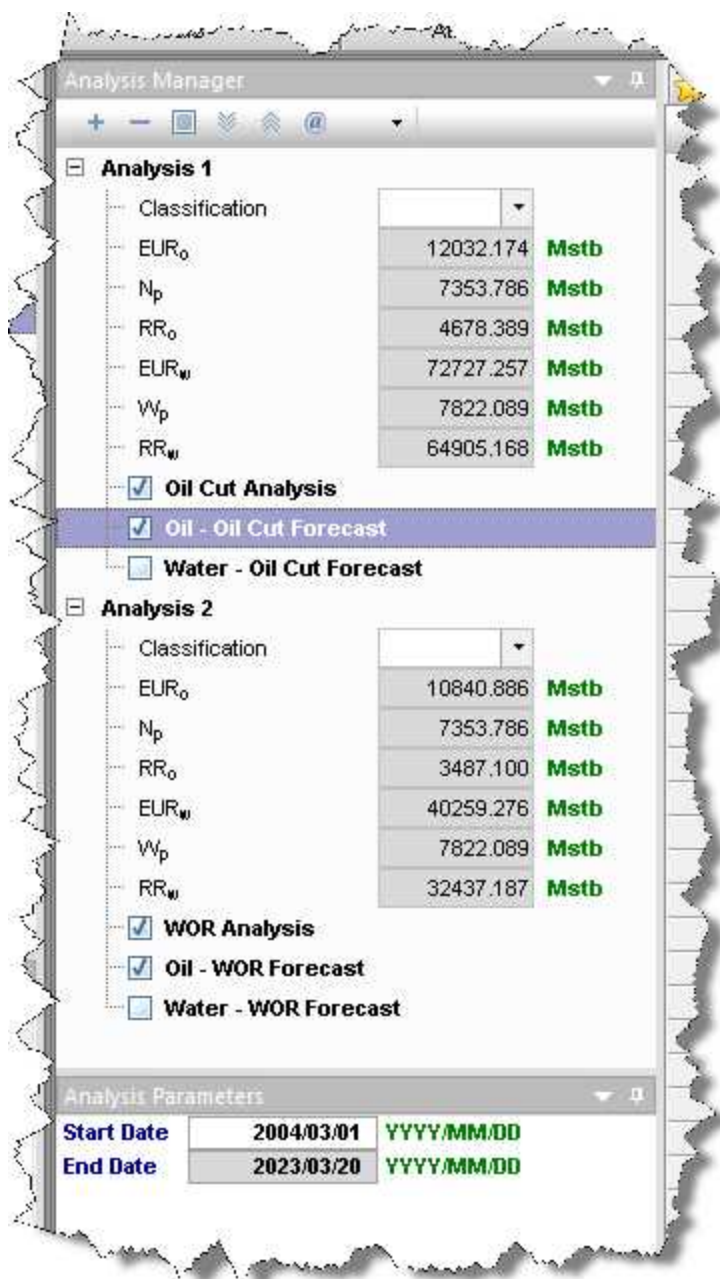 Analysis Manager
@
Analysis 1
Classification
EURo 12032.174 Mstb
Np 7353.786 Mstb
RRo 4678.389 Mstb
EURw 72727.257 Mstb
Wp 7822.089 Mstb
RRw 64905.168 Mstb
Oil Cut Analysis
Oil - Oil Cut Forecast
Water - Oil Cut Forecast
Analysis 2
Classification
EURo 10840.886 Mstb
Np 7353.786 Mstb
RRo 3487.100 Mstb
EURw 40259.276 Mstb
Wp 7822.089 Mstb
RRw 32437.187 Mstb
WOR Analysis
Oil - WOR Forecast
Water - WOR Forecast
Analysis Parameters
Start Date 2004/03/01 YYYY/MM/DD
End Date 2023/03/20 YYYY/MM/DD